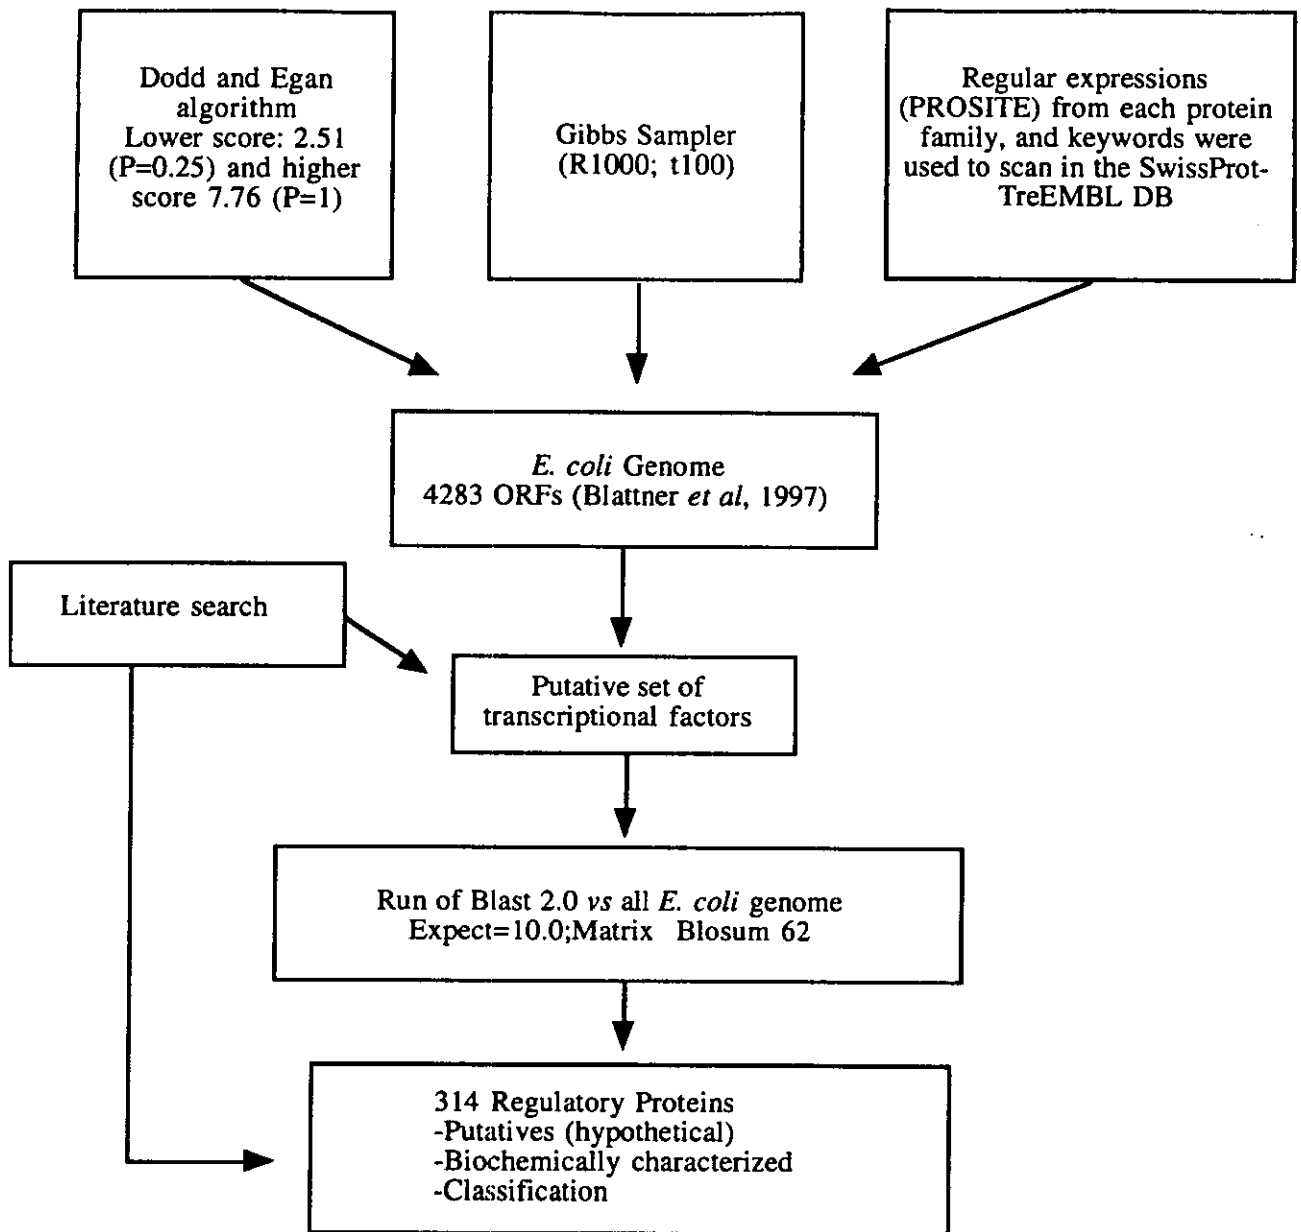 Dodd and Egan
algorithm
Lower score: 2.51
(P=0.25) and higher
score 7.76 (P=1)
Gibbs Sampler
(R1000; t100)
Regular expressions
(PROSITE) from each protein
family, and keywords were
used to scan in the SwissProt-
TreEMBL DB
E. coli Genome
4283 ORFs (Blattner et al, 1997)
Literature search
Putative set of
transcriptional factors
Run of Blast 2.0 vs all E. coli genome
Expect=10.0;Matrix Blosum 62
314 Regulatory Proteins
-Putatives (hypothetical)
-Biochemically characterized
-Classification